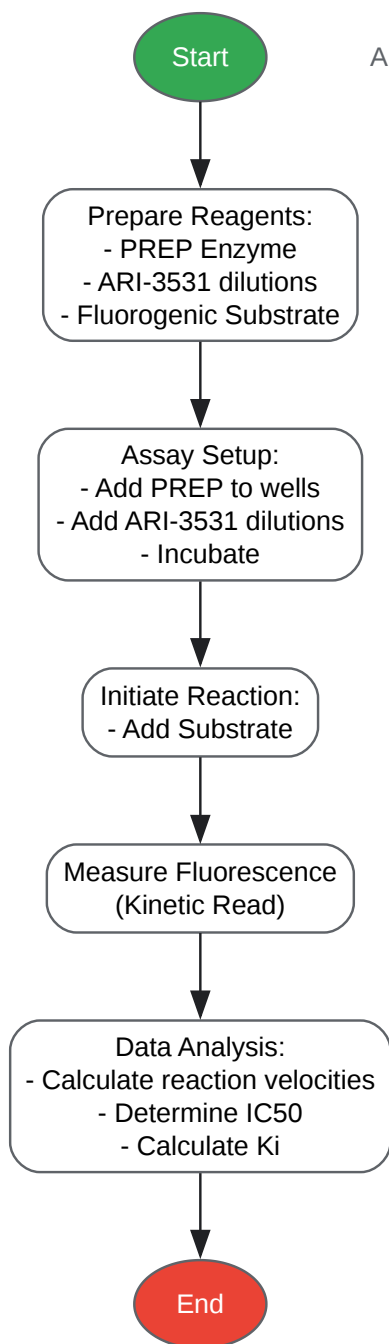 Start
A
Prepare Reagents:
- PREP Enzyme
- ARI-3531 dilutions
- Fluorogenic Substrate
Assay Setup:
- Add PREP to wells
- Add ARI-3531 dilutions
- Incubate
Initiate Reaction:
- Add Substrate
Measure Fluorescence
(Kinetic Read)
Data Analysis:
- Calculate reaction velocities
- Determine IC50
- Calculate Ki
End